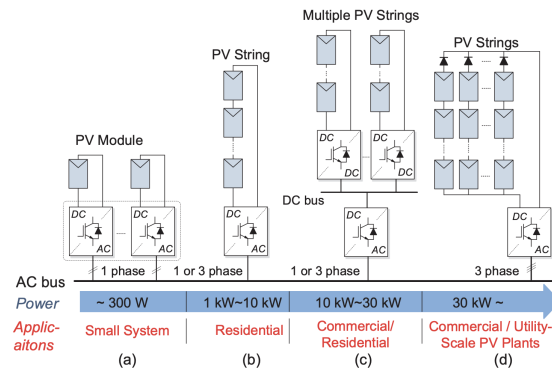 Multiple PV Strings
PV Strings
PV String
PV Module
DC
DC
DC
DC
DC bus
DC
AC
DC
AC
DC
AC
DC
AC
DC
AC
1 phase
1 or 3 phase
1 or 3 phase
3 phase
AC bus
Power
~ 300 W
1 kW~10 kW
10 kW~30 kW
30 kW ~
Applic-
aitons
Small System
Residential
Commercial/
Residential
Commercial / Utility-
Scale PV Plants
(a)
(b)
(c)
(d)